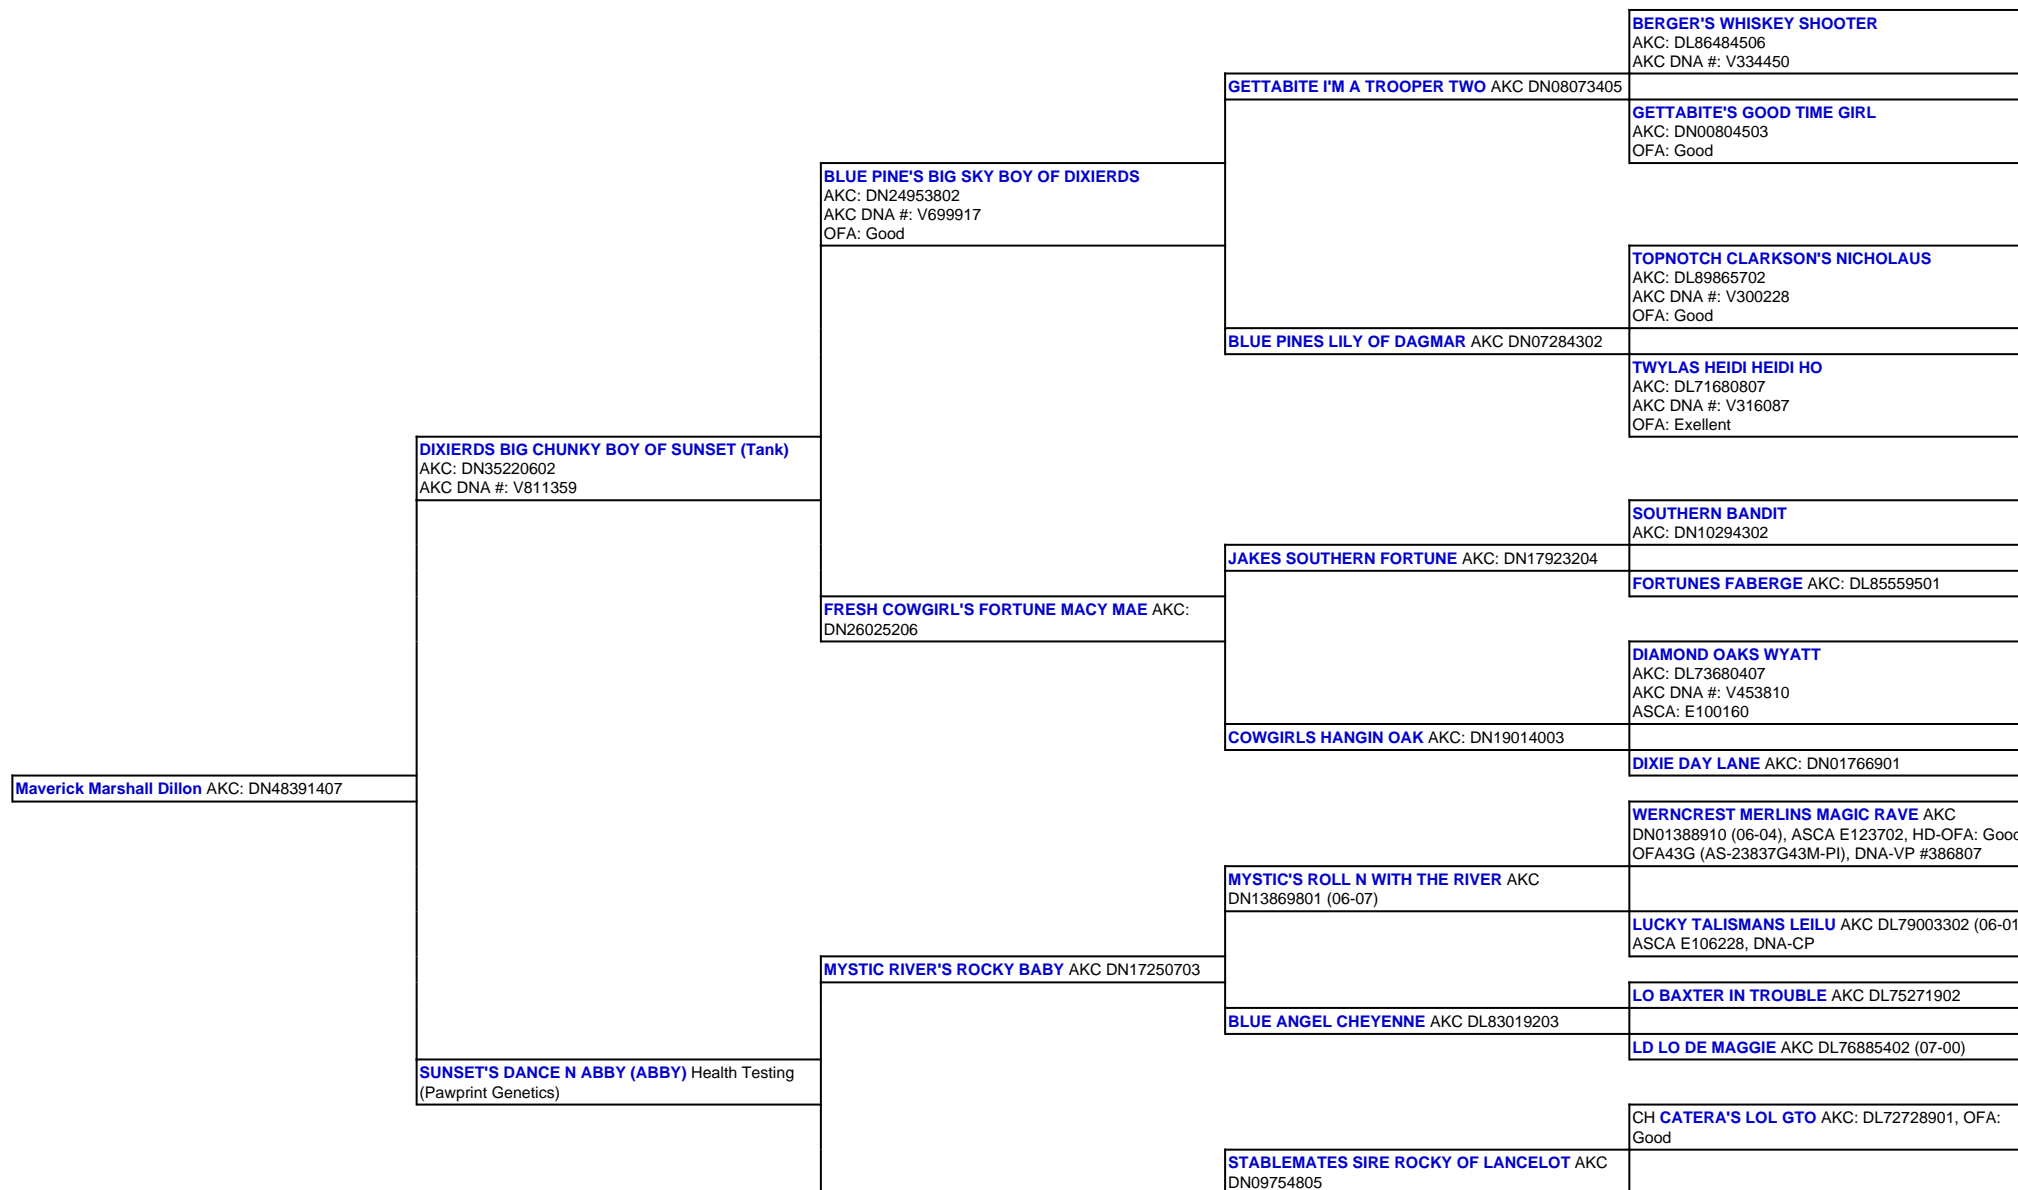 BERGER'S WHISKEY SHOOTER
AKC: DL86484506
AKC DNA #: V334450
GETTABITE I'M A TROOPER TWO AKC DN08073405
GETTABITE'S GOOD TIME GIRL
AKC: DN00804503
OFA: Good
BLUE PINE'S BIG SKY BOY OF DIXIERDS
AKC: DN24953802
AKC DNA #: V699917
OFA: Good
TOPNOTCH CLARKSON'S NICHOLAUS
AKC: DL89865702
AKC DNA #: V300228
OFA: Good
BLUE PINES LILY OF DAGMAR AKC DN07284302
TWYLAS HEIDI HEIDI HO
AKC: DL71680807
AKC DNA #: V316087
OFA: Exellent
DIXIERDS BIG CHUNKY BOY OF SUNSET (Tank)
AKC: DN35220602
AKC DNA #: V811359
SOUTHERN BANDIT
AKC: DN10294302
JAKES SOUTHERN FORTUNE AKC: DN17923204
FORTUNES FABERGE AKC: DL85559501
FRESH COWGIRL'S FORTUNE MACY MAE AKC:
DN26025206
DIAMOND OAKS WYATT
AKC: DL73680407
AKC DNA #: V453810
ASCA: E100160
COWGIRLS HANGIN OAK AKC: DN19014003
DIXIE DAY LANE AKC: DN01766901
Maverick Marshall Dillon AKC: DN48391407
WERNCREST MERLINS MAGIC RAVE AKC
DN01388910 (06-04), ASCA E123702, HD-OFA: Good
OFA43G (AS-23837G43M-PI), DNA-VP #386807
MYSTIC'S ROLL N WITH THE RIVER AKC
DN13869801 (06-07)
LUCKY TALISMANS LEILU AKC DL79003302 (06-01
ASCA E106228, DNA-CP
MYSTIC RIVER'S ROCKY BABY AKC DN17250703
LO BAXTER IN TROUBLE AKC DL75271902
BLUE ANGEL CHEYENNE AKC DL83019203
LD LO DE MAGGIE AKC DL76885402 (07-00)
SUNSET'S DANCE N ABBY (ABBY) Health Testing
(Pawprint Genetics)
CH CATERA'S LOL GTO AKC: DL72728901, OFA:
Good
STABLEMATES SIRE ROCKY OF LANCELOT AKC
DN09754805